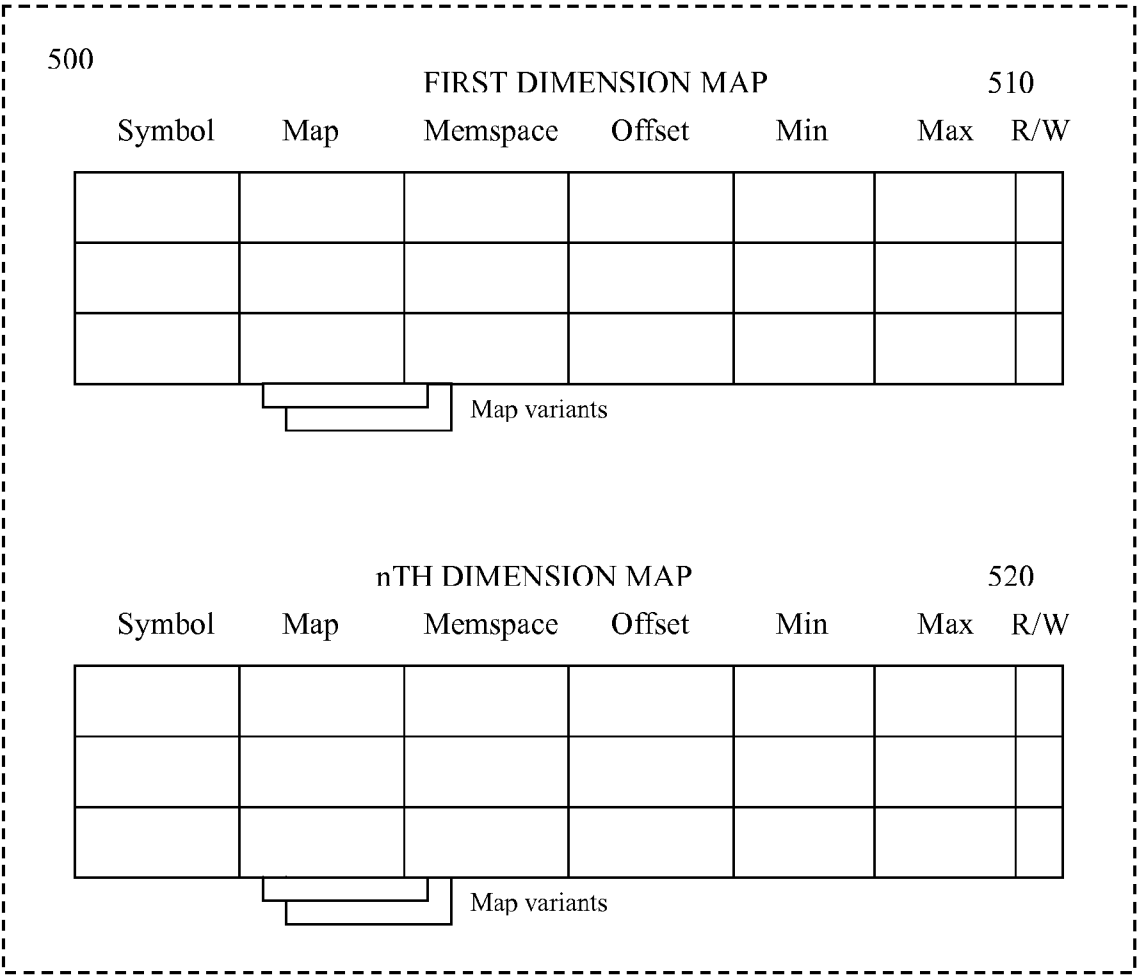 500
FIRST DIMENSION MAP 510
Symbol Map Memspace Offset Min Max R/W
Map variants
nTH DIMENSION MAP 520
Symbol Map Memspace Offset Min Max R/W
Map variants